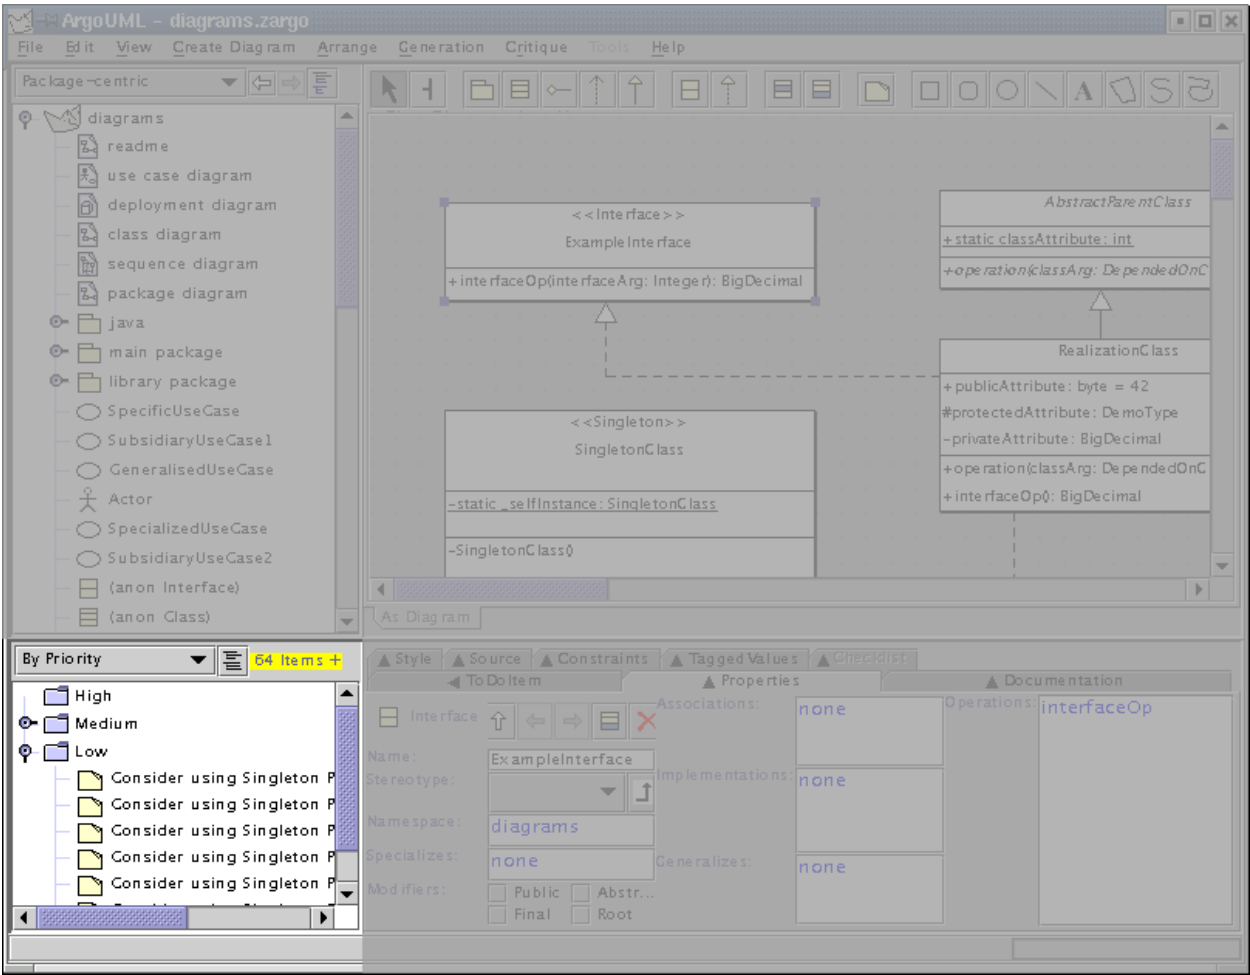 ArgoUML - diagrams.zargo
File Edit View Create Diagram Arrange Generation Critique Tools Help
Package-centric
diagrams
readme
use case diagram
deployment diagram
class diagram
sequence diagram
package diagram
java
main package
library package
SpecificUseCase
SubsidiaryUseCase1
GeneralisedUseCase
Actor
SpecializedUseCase
SubsidiaryUseCase2
(anon Interface)
(anon Class)
<<Interface>>
ExampleInterface
+interfaceOp(interfaceArg: Integer): BigDecimal
AbstractParentClass
+static classAttribute: int
+operation(classArg: DependedOnC
RealizationClass
+publicAttribute: byte = 42
#protectedAttribute: DemoType
-privateAttribute: BigDecimal
+operation(classArg: DependedOnC
+interfaceOp(): BigDecimal
<<Singleton>>
SingletonClass
-static _selfInstance: SingletonClass
-SingletonClass()
As Diagram
By Priority
64 Items +
High
Medium
Low
Consider using Singleton P
Consider using Singleton P
Consider using Singleton P
Consider using Singleton P
Consider using Singleton P
Style Source Constraints Tagged Values Checklist
ToDoItem Properties Documentation
Interface
Name: ExampleInterface
Stereotype:
Namespace: diagrams
Specializes: none
Modifiers: Public Abstr...
Final Root
Associations: none
Implementations: none
Generalizes: none
Operations: interfaceOp